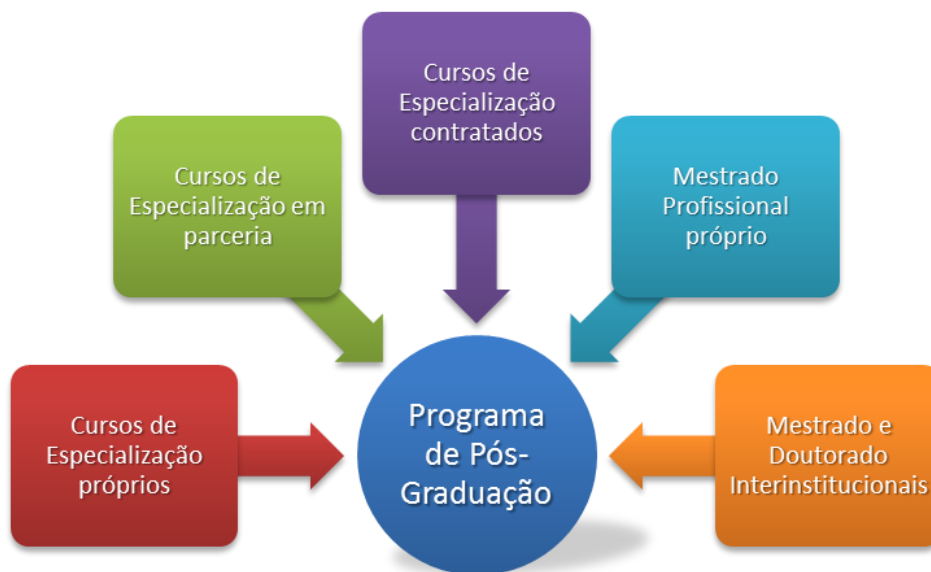 Cursos de
Especialização
contratados
Cursos de
Especialização em
parceria
Mestrado
Profissional
próprio
Cursos de
Especialização
próprios
Programa
de Pós-
Graduação
Mestrado e
Doutorado
Interinstitucionais